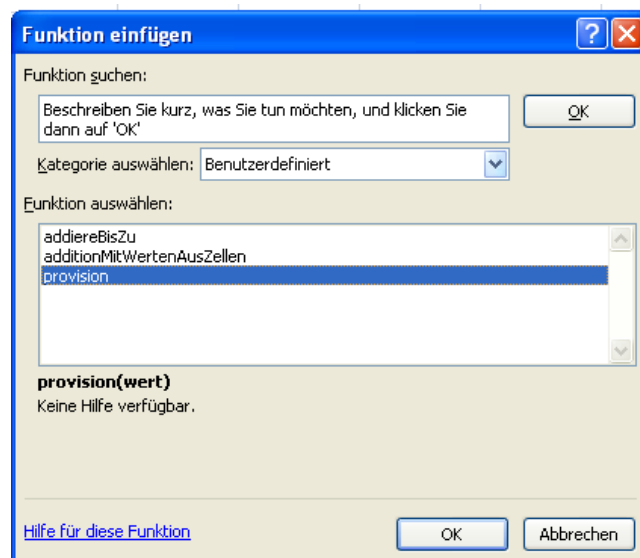 Funktion einfügen
Funktion suchen:
Beschreiben Sie kurz, was Sie tun möchten, und klicken Sie
dann auf 'OK'
OK
Kategorie auswählen: Benutzerdefiniert
Funktion auswählen:
addiereBisZu
additionMitWertenAusZellen
provision
provision(wert)
Keine Hilfe verfügbar.
Hilfe für diese Funktion
OK
Abbrechen